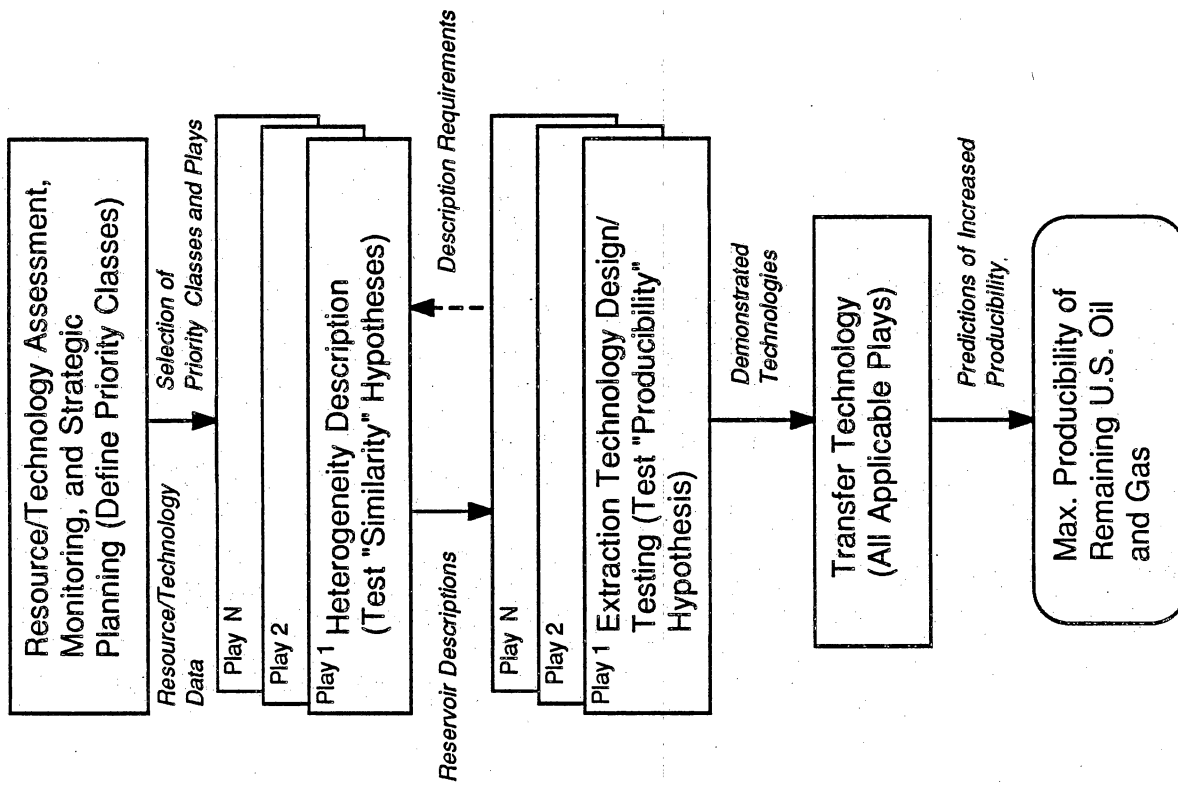 Resource/Technology Assessment,
Monitoring, and Strategic
Planning (Define Priority Classes)
Resource/Technology
Data
Selection of
Priority Classes and Plays
Play N
Play 2
Play 1
Heterogeneity Description
(Test "Similarity" Hypotheses)
Reservoir Descriptions
Description Requirements
Play N
Play 2
Play 1
Extraction Technology Design/
Testing (Test "Producibility"
Hypothesis)
Demonstrated
Technologies
Transfer Technology
(All Applicable Plays)
Predictions of Increased
Producibility,
Max. Producibility of
Remaining U.S. Oil
and Gas